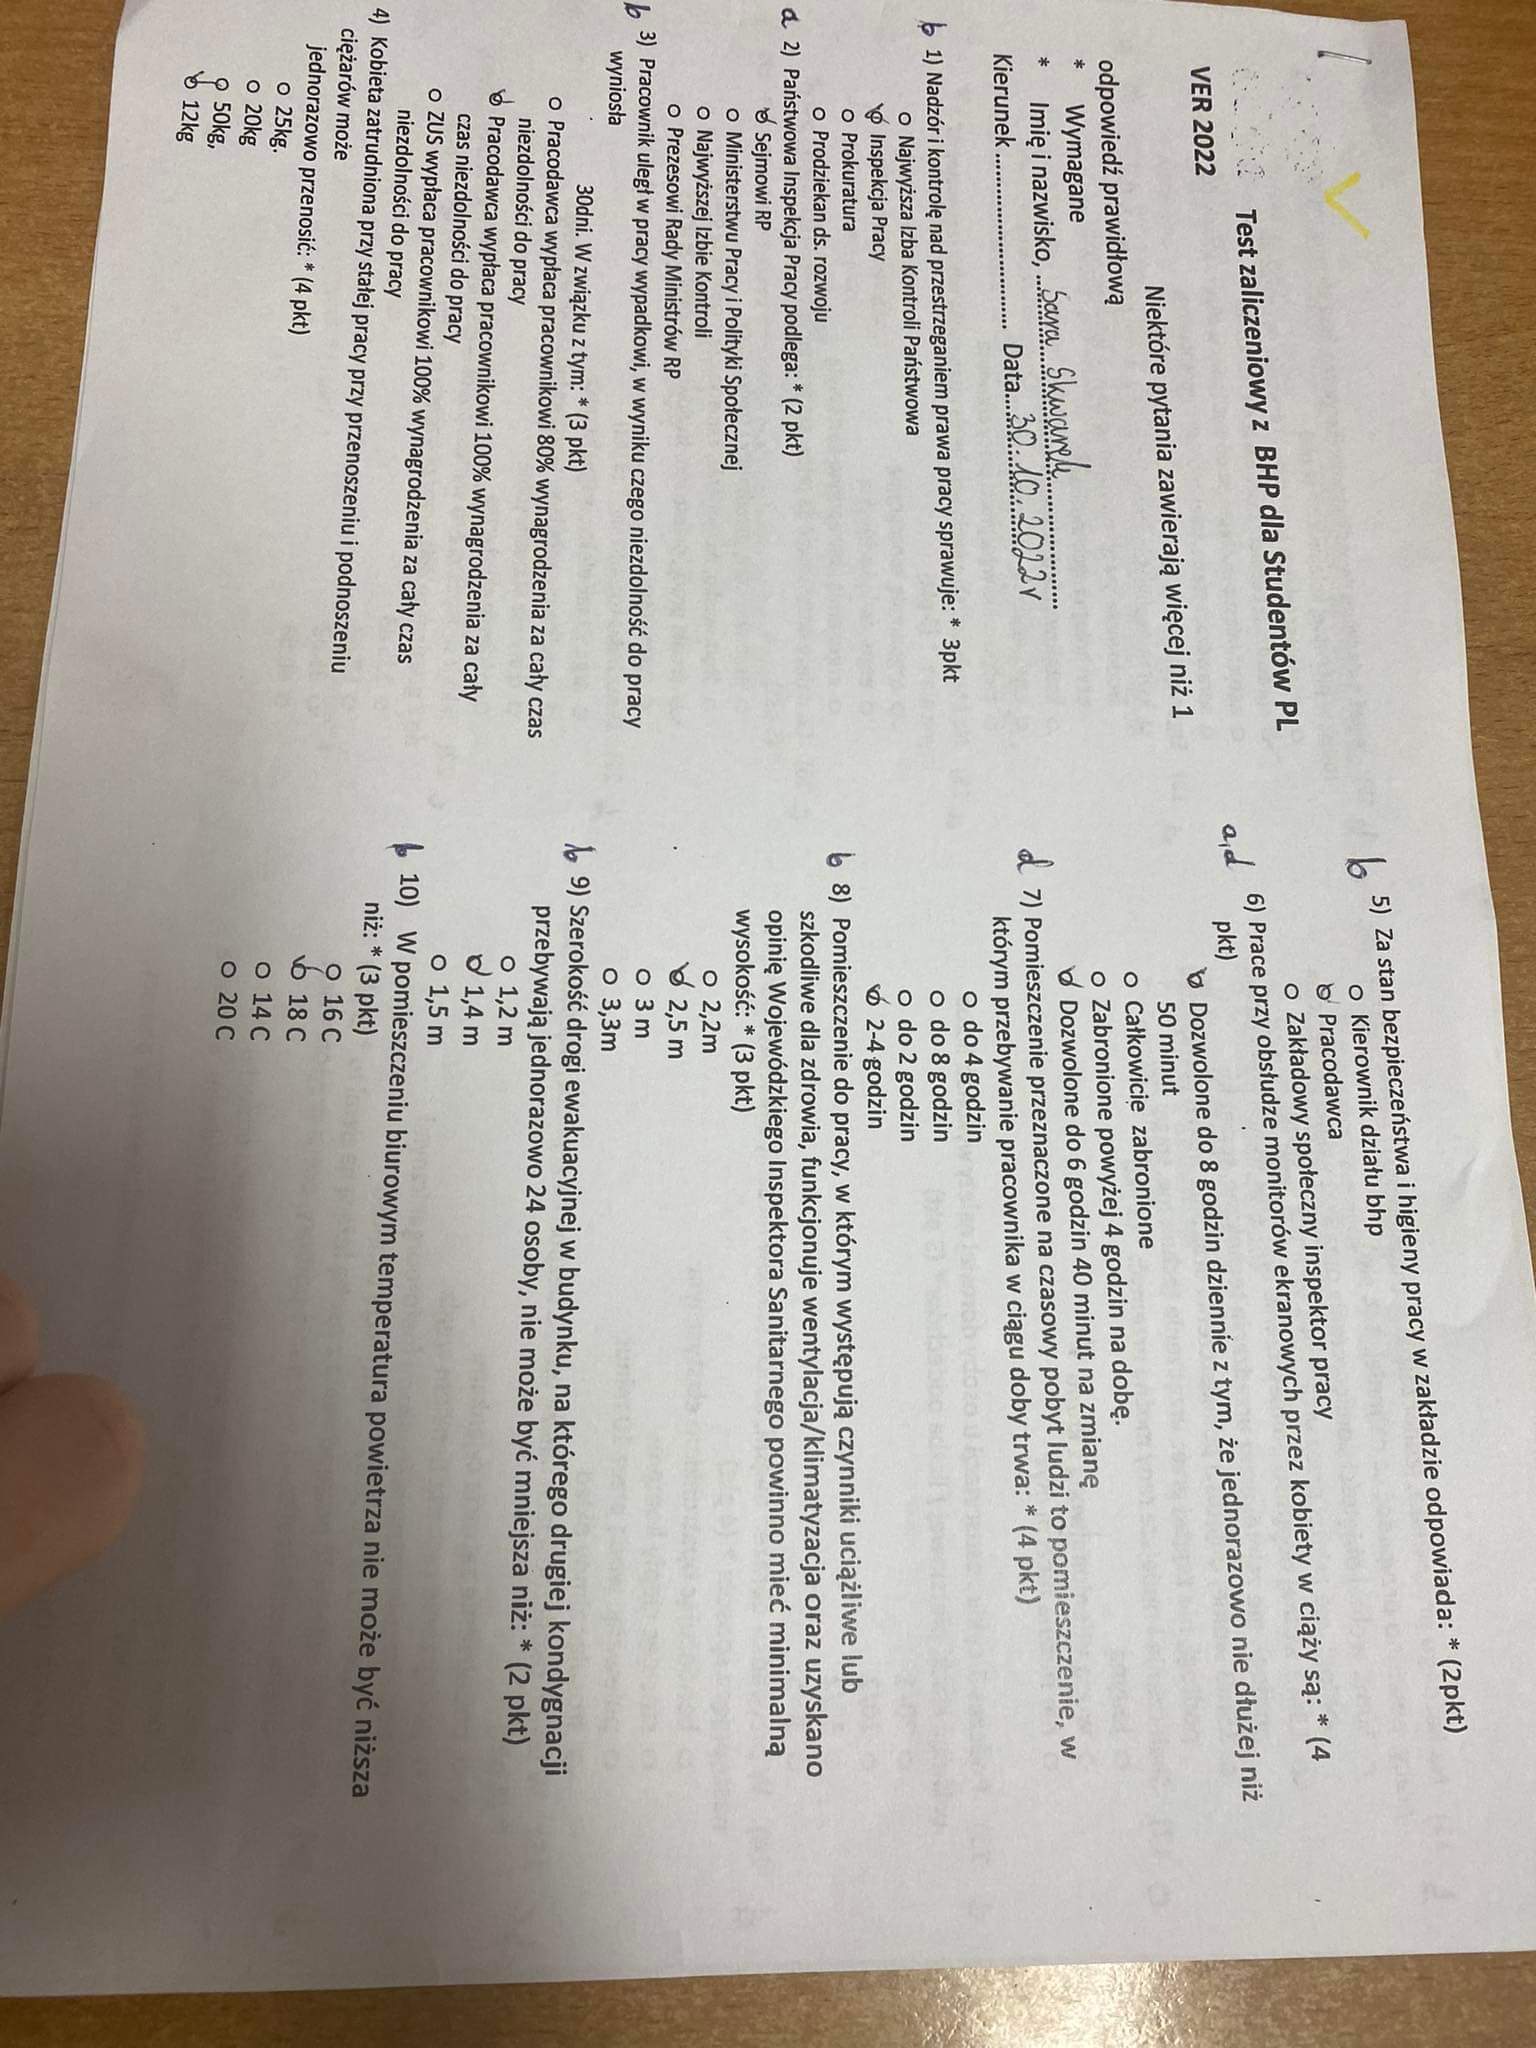 Test zaliczeniowy z BHP dla Studentów PL
VER 2022
Niektóre pytania zawierają więcej niż 1
odpowiedź prawidłową
* Wymagane
* Imię i nazwisko, ...Sara Skwarek...
Kierunek ........................ Data....30.10.2022r
b 1) Nadzór i kontrolę nad przestrzeganiem prawa pracy sprawuje: * 3pkt
o Najwyższa Izba Kontroli Państwowa
o Inspekcja Pracy
o Prokuratura
o Prodziekan ds. rozwoju
a 2) Państwowa Inspekcja Pracy podlega: * (2 pkt)
o Sejmowi RP
o Ministerstwu Pracy i Polityki Społecznej
o Najwyższej Izbie Kontroli
o Prezesowi Rady Ministrów RP
b 3) Pracownik uległ w pracy wypadkowi, w wyniku czego niezdolność do pracy
wyniosła
30dni. W związku z tym: * (3 pkt)
o Pracodawca wypłaca pracownikowi 80% wynagrodzenia za cały czas
niezdolności do pracy
o Pracodawca wypłaca pracownikowi 100% wynagrodzenia za cały
czas niezdolności do pracy
o ZUS wypłaca pracownikowi 100% wynagrodzenia za cały czas
niezdolności do pracy
4) Kobieta zatrudniona przy stałej pracy przy przenoszeniu i podnoszeniu
ciężarów może
jednorazowo przenosić: * (4 pkt)
o 25kg.
o 20kg
o 50kg,
o 12kg
b 5) Za stan bezpieczeństwa i higieny pracy w zakładzie odpowiada: * (2pkt)
o Kierownik działu bhp
o Pracodawca
o Zakładowy społeczny inspektor pracy
a,d 6) Prace przy obsłudze monitorów ekranowych przez kobiety w ciąży są: * (4
pkt)
o Dozwolone do 8 godzin dziennie z tym, że jednorazowo nie dłużej niż
50 minut
o Całkowicie zabronione
o Zabronione powyżej 4 godzin na dobę.
o Dozwolone do 6 godzin 40 minut na zmianę
d 7) Pomieszczenie przeznaczone na czasowy pobyt ludzi to pomieszczenie, w
którym przebywanie pracownika w ciągu doby trwa: * (4 pkt)
o do 4 godzin
o do 8 godzin
o do 2 godzin
o 2-4 godzin
b 8) Pomieszczenie do pracy, w którym występują czynniki uciążliwe lub
szkodliwe dla zdrowia, funkcjonuje wentylacja/klimatyzacja oraz uzyskano
opinię Wojewódzkiego Inspektora Sanitarnego powinno mieć minimalną
wysokość: * (3 pkt)
o 2,2m
o 2,5 m
o 3 m
o 3,3m
b 9) Szerokość drogi ewakuacyjnej w budynku, na którego drugiej kondygnacji
przebywają jednorazowo 24 osoby, nie może być mniejsza niż: * (2 pkt)
o 1,2 m
o 1,4 m
o 1,5 m
b 10) W pomieszczeniu biurowym temperatura powietrza nie może być niższa
niż: * (3 pkt)
o 16 C
o 18 C
o 14 C
o 20 C